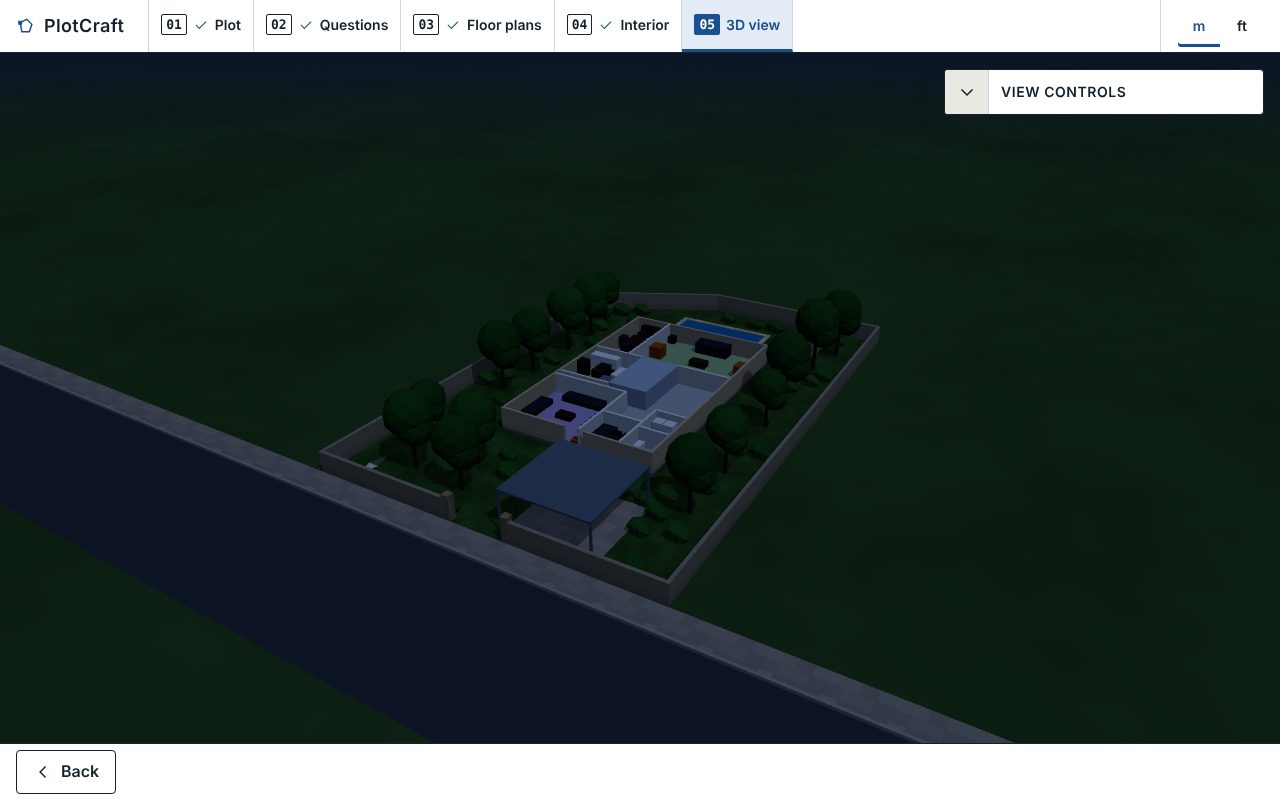 PlotCraft
01 Plot
02 Questions
03 Floor plans
04 Interior
05 3D view
m
ft
VIEW CONTROLS
Back